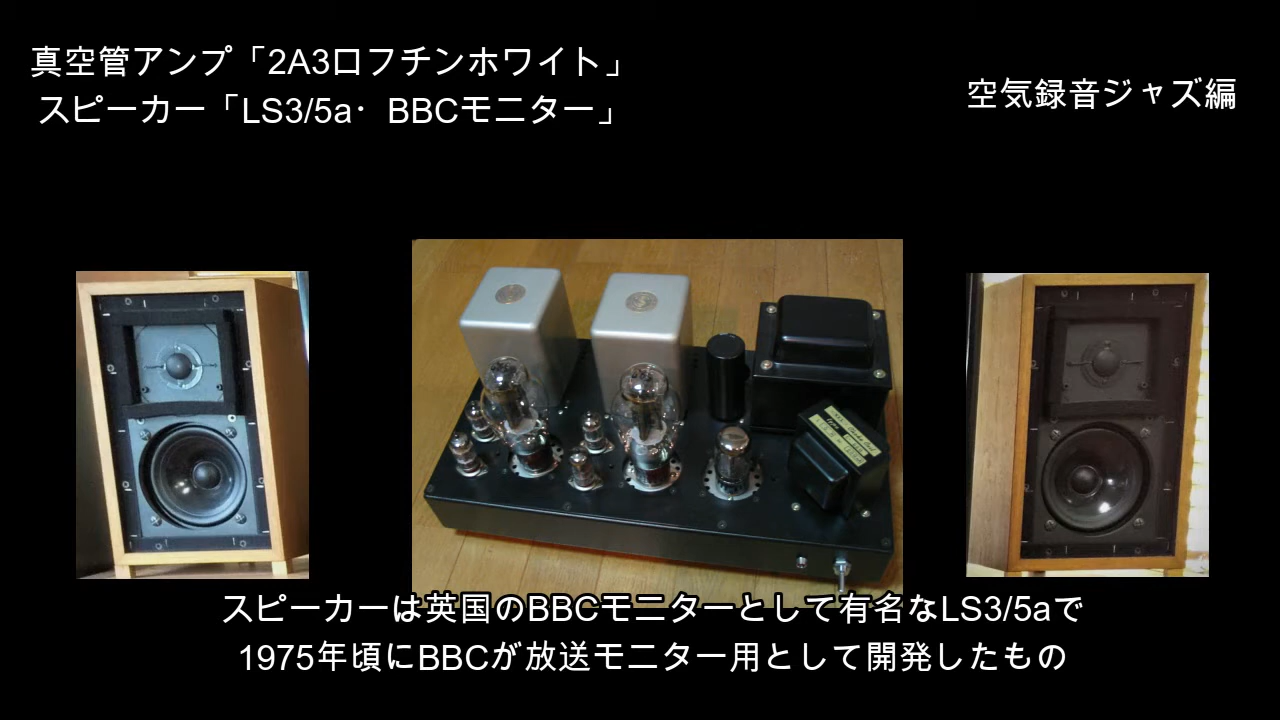 真空管アンプ「2A3ロフチンホワイト」
スピーカー「LS3/5a・BBCモニター」
空気録音ジャズ編
スピーカーは英国のBBCモニターとして有名なLS3/5aで
1975年頃にBBCが放送モニター用として開発したもの